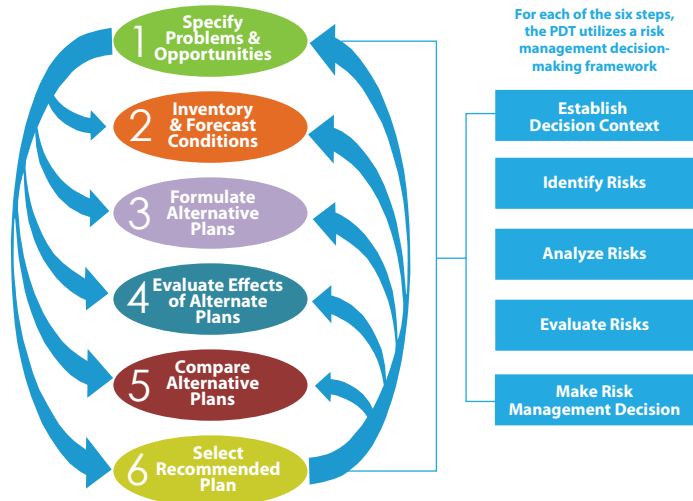 1 Specify
Problems &
Opportunities
2 Inventory
& Forecast
Conditions
3 Formulate
Alternative
Plans
4 Evaluate Effects
of Alternate
Plans
5 Compare
Alternative
Plans
6 Select
Recommended
Plan
For each of the six steps,
the PDT utilizes a risk
management decision-
making framework
Establish
Decision Context
Identify Risks
Analyze Risks
Evaluate Risks
Make Risk
Management Decision